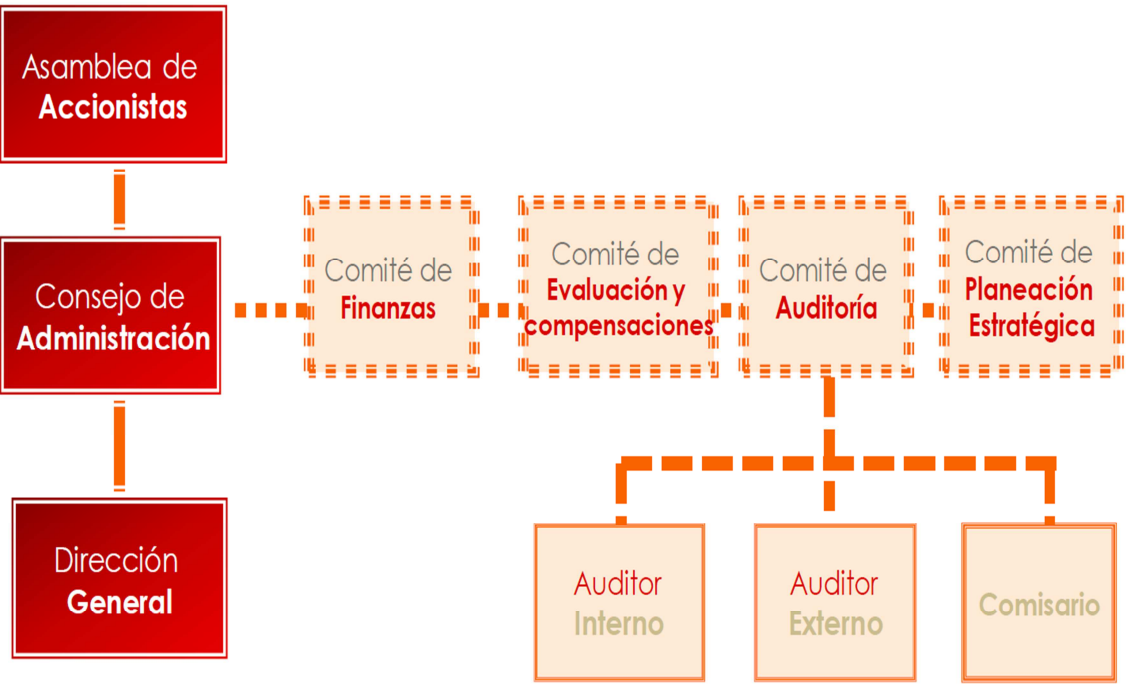 Asamblea de
Accionistas
Consejo de
Administración
Comité de
Finanzas
Comité de
Evaluación y
compensaciones
Comité de
Auditoría
Comité de
Planeación
Estratégica
Dirección
General
Auditor
Interno
Auditor
Externo
Comisario